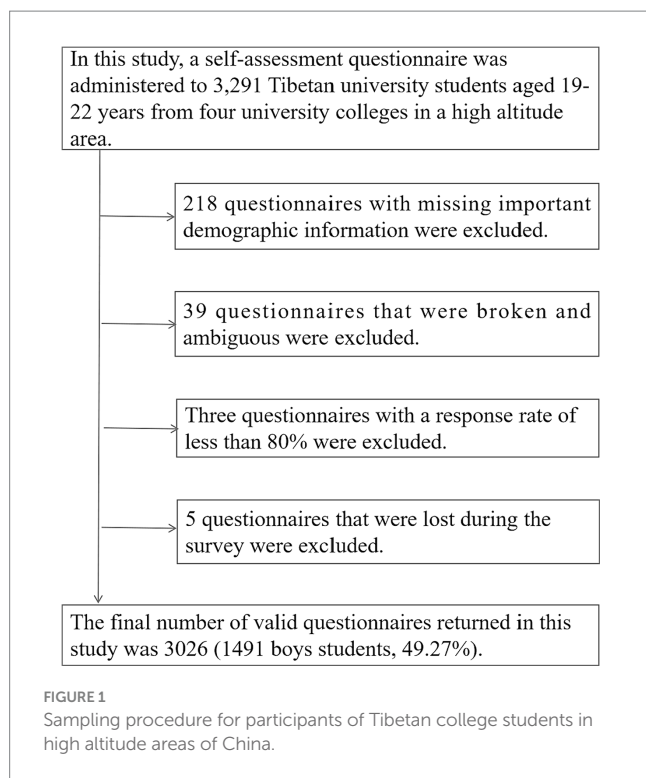 In this study, a self-assessment questionnaire was
administered to 3,291 Tibetan university students aged 19-
22 years from four university colleges in a high altitude
area.
218 questionnaires with missing important
demographic information were excluded.
39 questionnaires that were broken and
ambiguous were excluded.
Three questionnaires with a response rate of
less than 80% were excluded.
5 questionnaires that were lost during the
survey were excluded.
The final number of valid questionnaires returned in this
study was 3026 (1491 boys students, 49.27%).
FIGURE 1
Sampling procedure for participants of Tibetan college students in
high altitude areas of China.